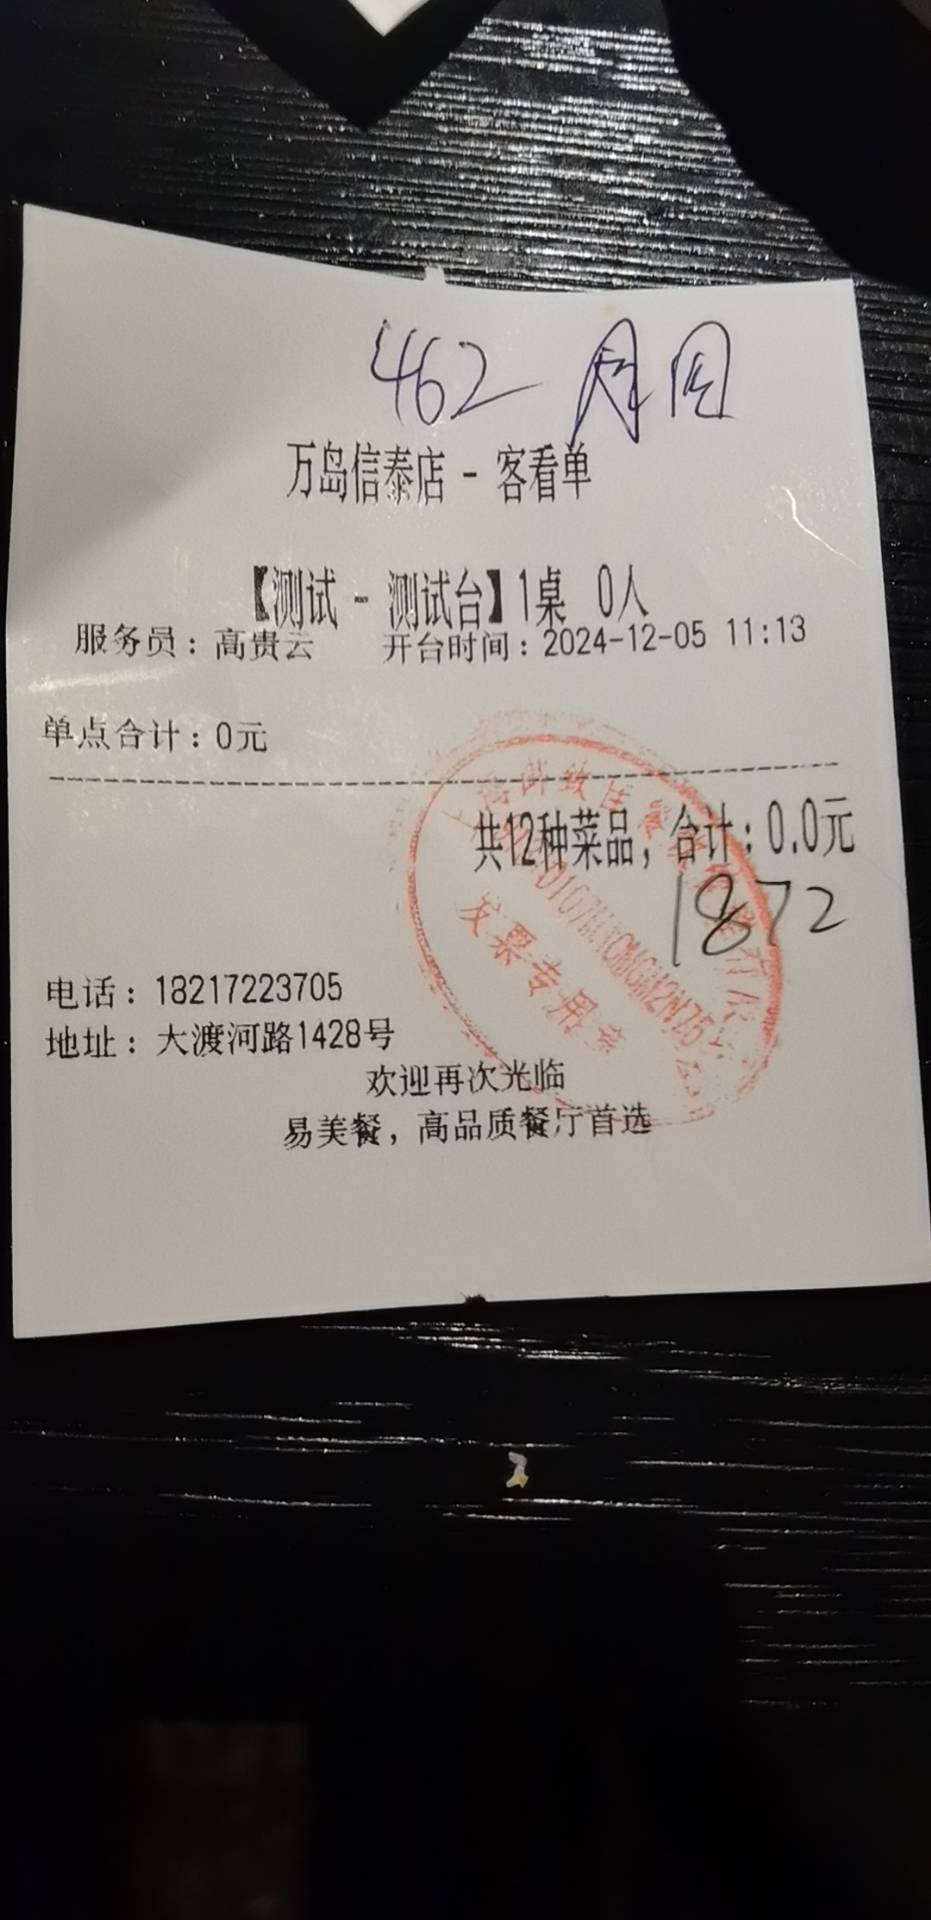 462
万岛信泰店 - 客看单
【测试 - 测试台】1桌 0人
服务员：高贵云 开台时间：2024-12-05 11:13
单点合计：0元
共12种菜品，合计：0.0元
1872
发票专用章
电话：18217223705
地址：大渡河路1428号
欢迎再次光临
易美餐，高品质餐厅首选